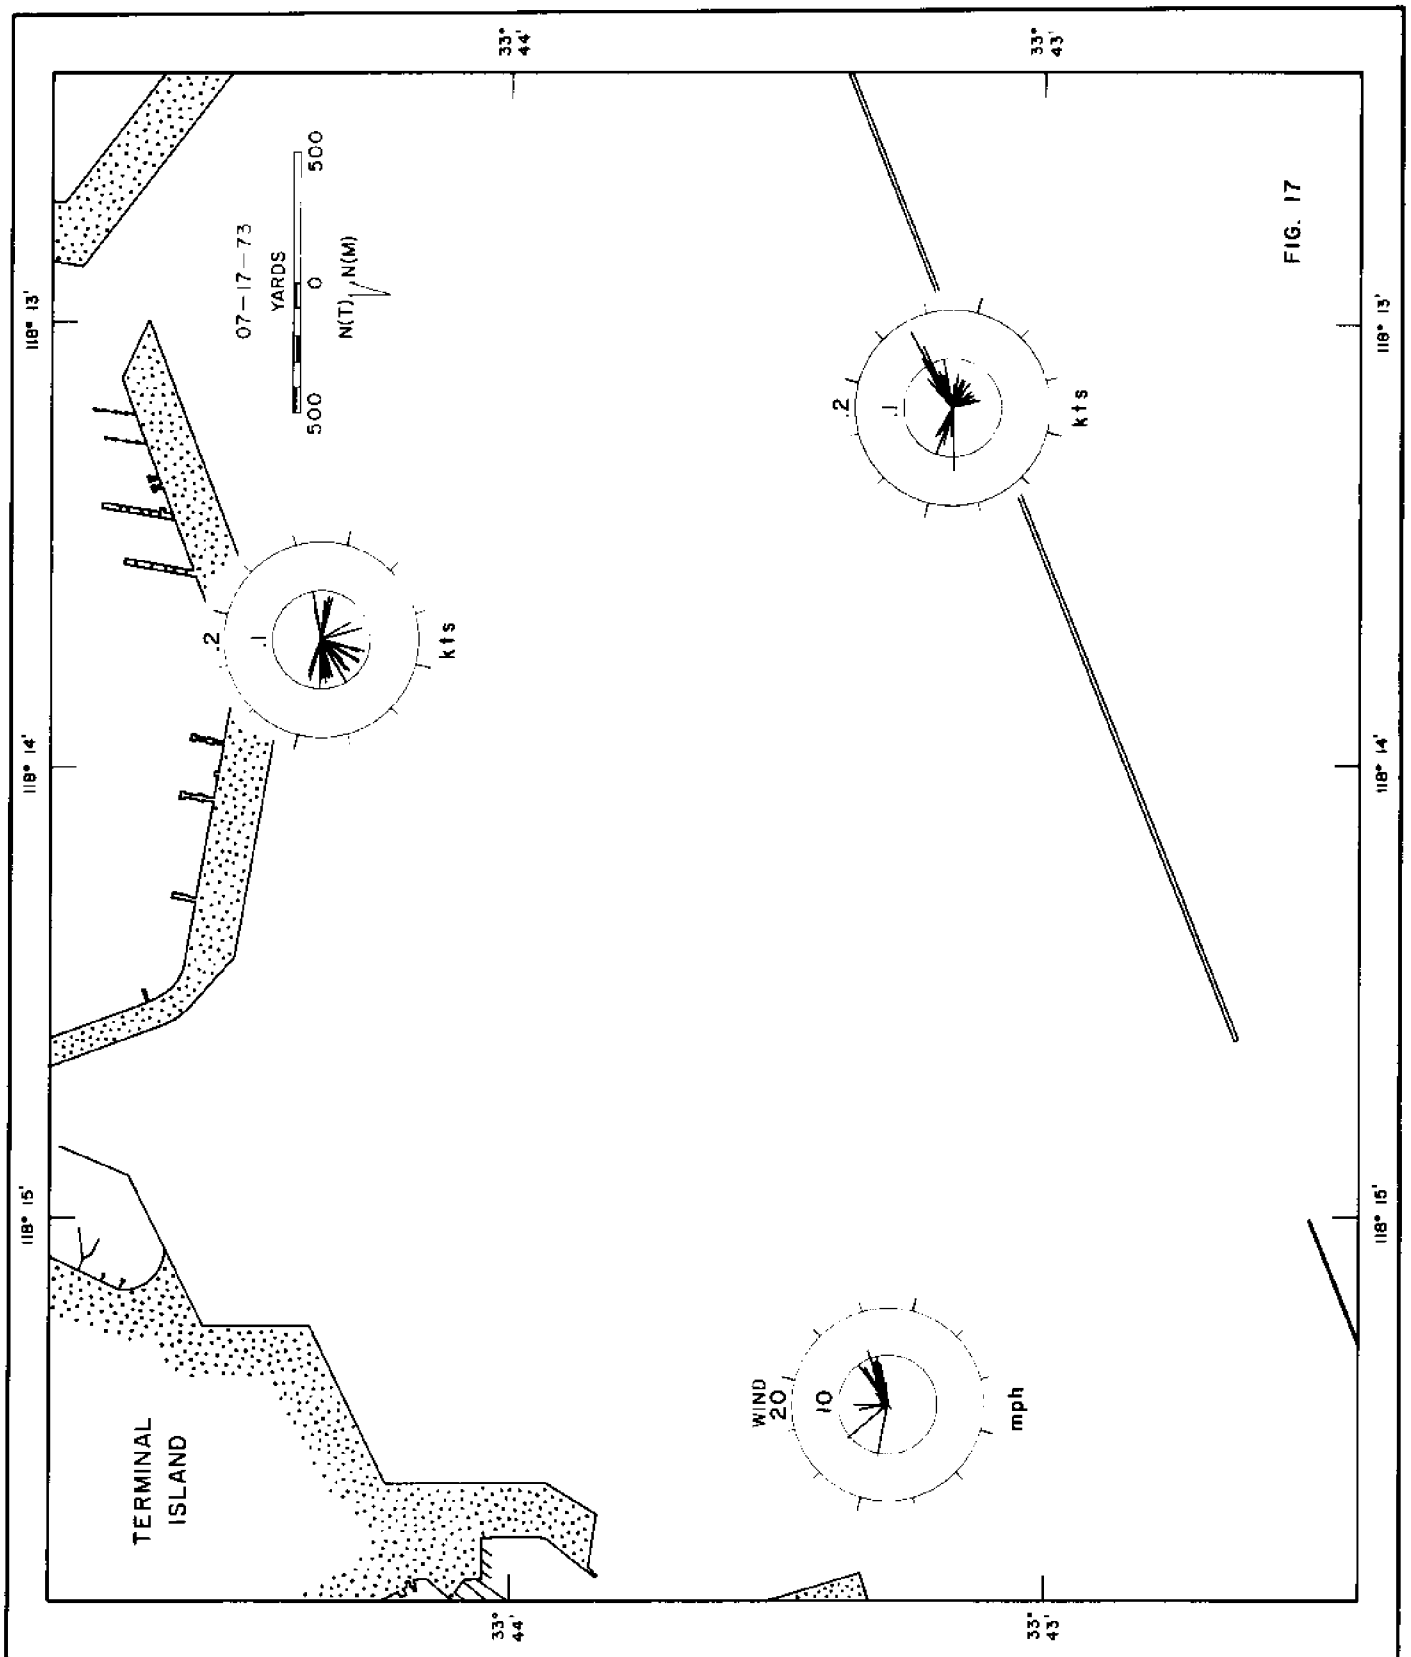 118° 15'
118° 14'
118° 13'
TERMINAL
ISLAND
07-17-73
YARDS
500 0 500
N(T) N(M)
.2
.1
kts
33°
44'
33°
44'
WIND
20
10
mph
.2
.1
kts
33°
43'
33°
43'
FIG. 17
118° 15'
118° 14'
118° 13'